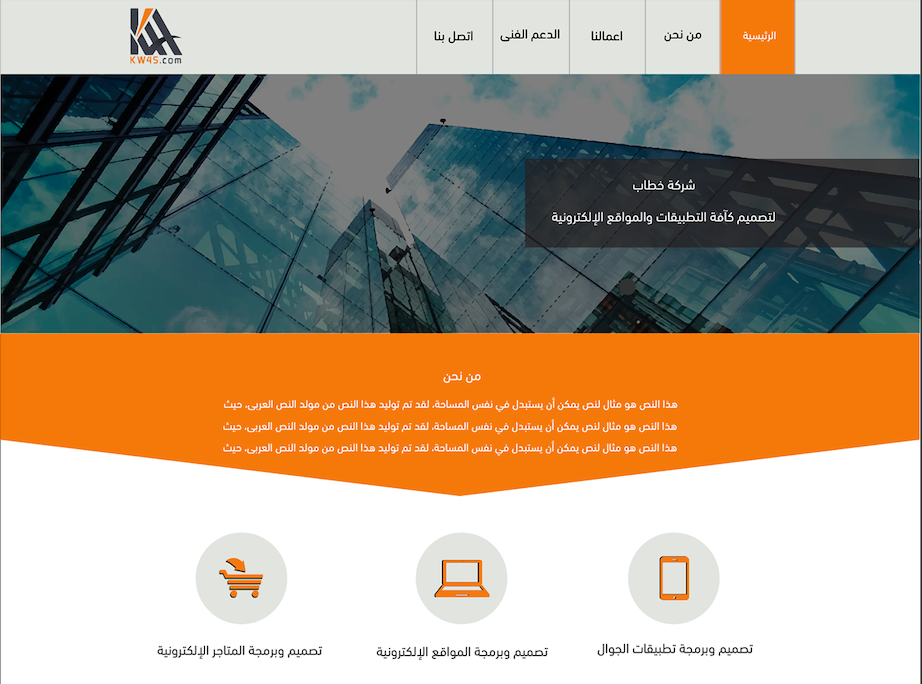 الرئيسية
من نحن
اعمالنا
الدعم الفنى
اتصل بنا
KW4S.com
شركة خطاب
لتصميم كآفة التطبيقات والمواقع الإلكترونية
من نحن
هذا النص هو مثال لنص يمكن أن يستبدل في نفس المساحة، لقد تم توليد هذا النص من مولد النص العربى، حيث
هذا النص هو مثال لنص يمكن أن يستبدل في نفس المساحة، لقد تم توليد هذا النص من مولد النص العربى، حيث
هذا النص هو مثال لنص يمكن أن يستبدل في نفس المساحة، لقد تم توليد هذا النص من مولد النص العربى، حيث
تصميم وبرمجة تطبيقات الجوال
تصميم وبرمجة المواقع الإلكترونية
تصميم وبرمجة المتاجر الإلكترونية